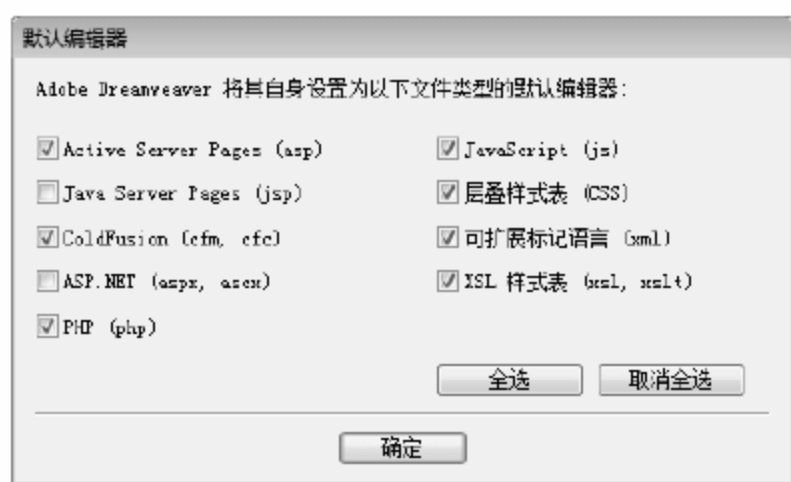 默认编辑器
Adobe Dreamweaver 将其自身设置为以下文件类型的默认编辑器:
Active Server Pages (asp)
JavaScript (js)
Java Server Pages (jsp)
层叠样式表 (CSS)
ColdFusion (cfm, cfc)
可扩展标记语言 (xml)
ASP.NET (aspx, ascx)
XSL 样式表 (xsl, xslt)
PHP (php)
全选
取消全选
确定